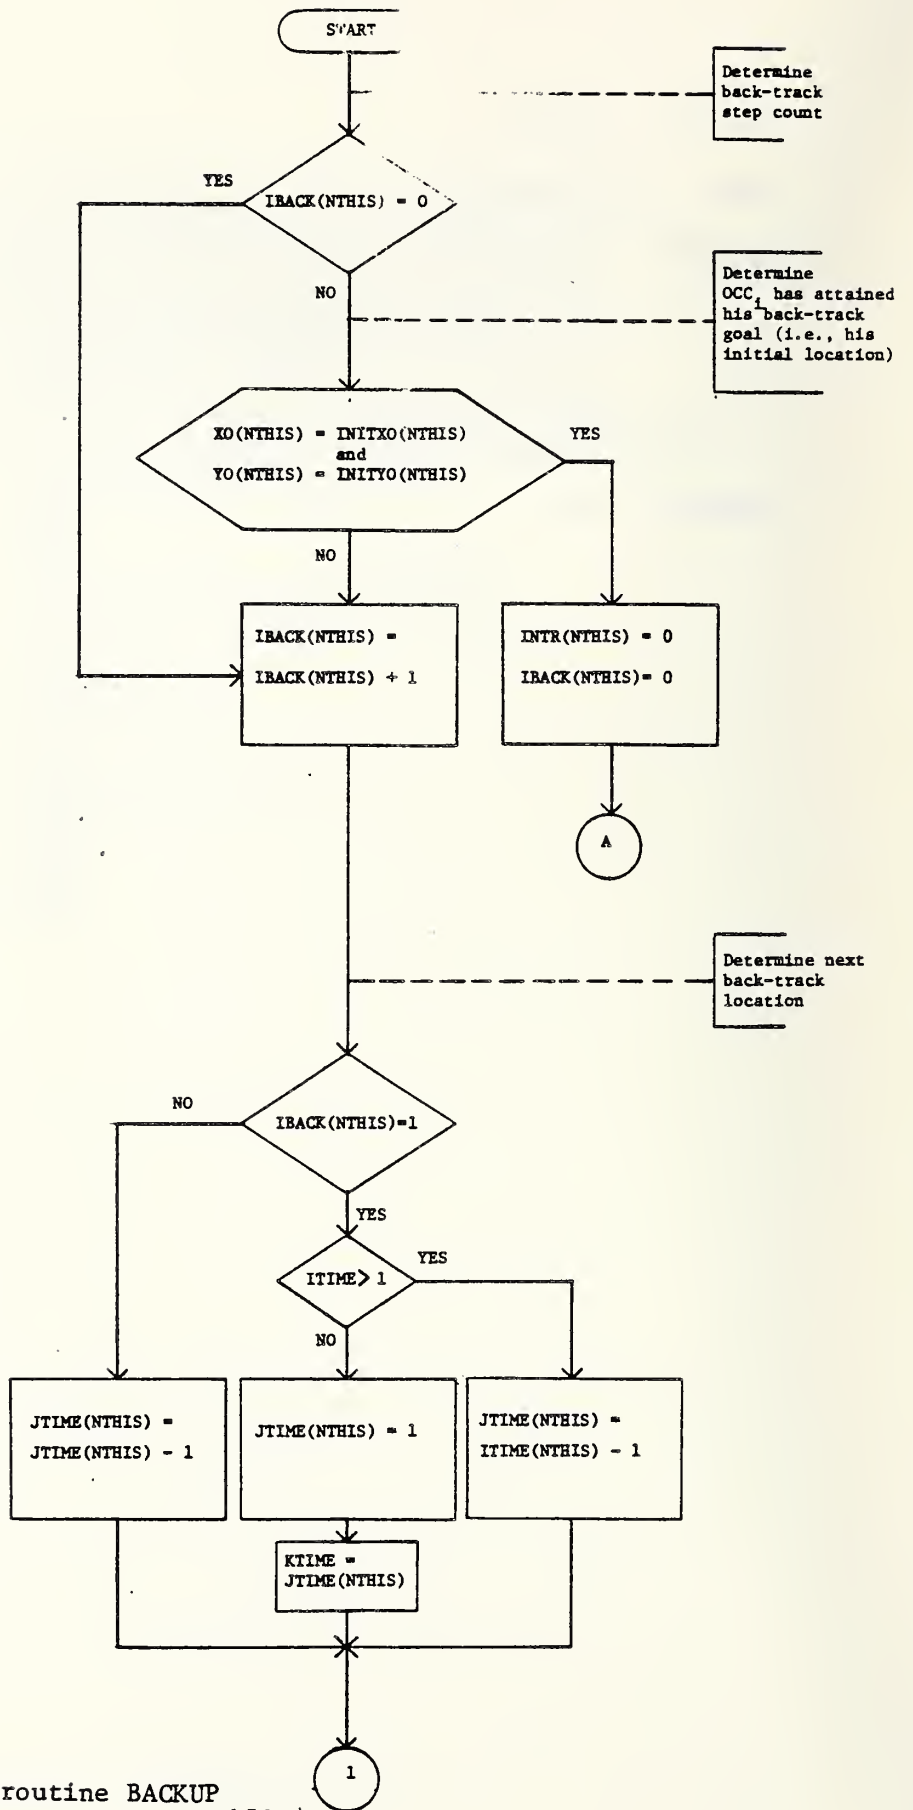 START
Determine
back-track
step count
YES
IBACK(NTHIS) = 0
NO
Determine
OCCi has attained
his back-track
goal (i.e., his
initial location)
XO(NTHIS) = INITXO(NTHIS)
and
YO(NTHIS) = INITYO(NTHIS)
YES
NO
IBACK(NTHIS) =
IBACK(NTHIS) + 1
INTR(NTHIS) = 0
IBACK(NTHIS)= 0
A
Determine next
back-track
location
NO
IBACK(NTHIS)=1
YES
ITIME> 1
YES
NO
JTIME(NTHIS) =
JTIME(NTHIS) - 1
JTIME(NTHIS) = 1
JTIME(NTHIS) =
ITIME(NTHIS) - 1
KTIME =
JTIME(NTHIS)
1
routine BACKUP